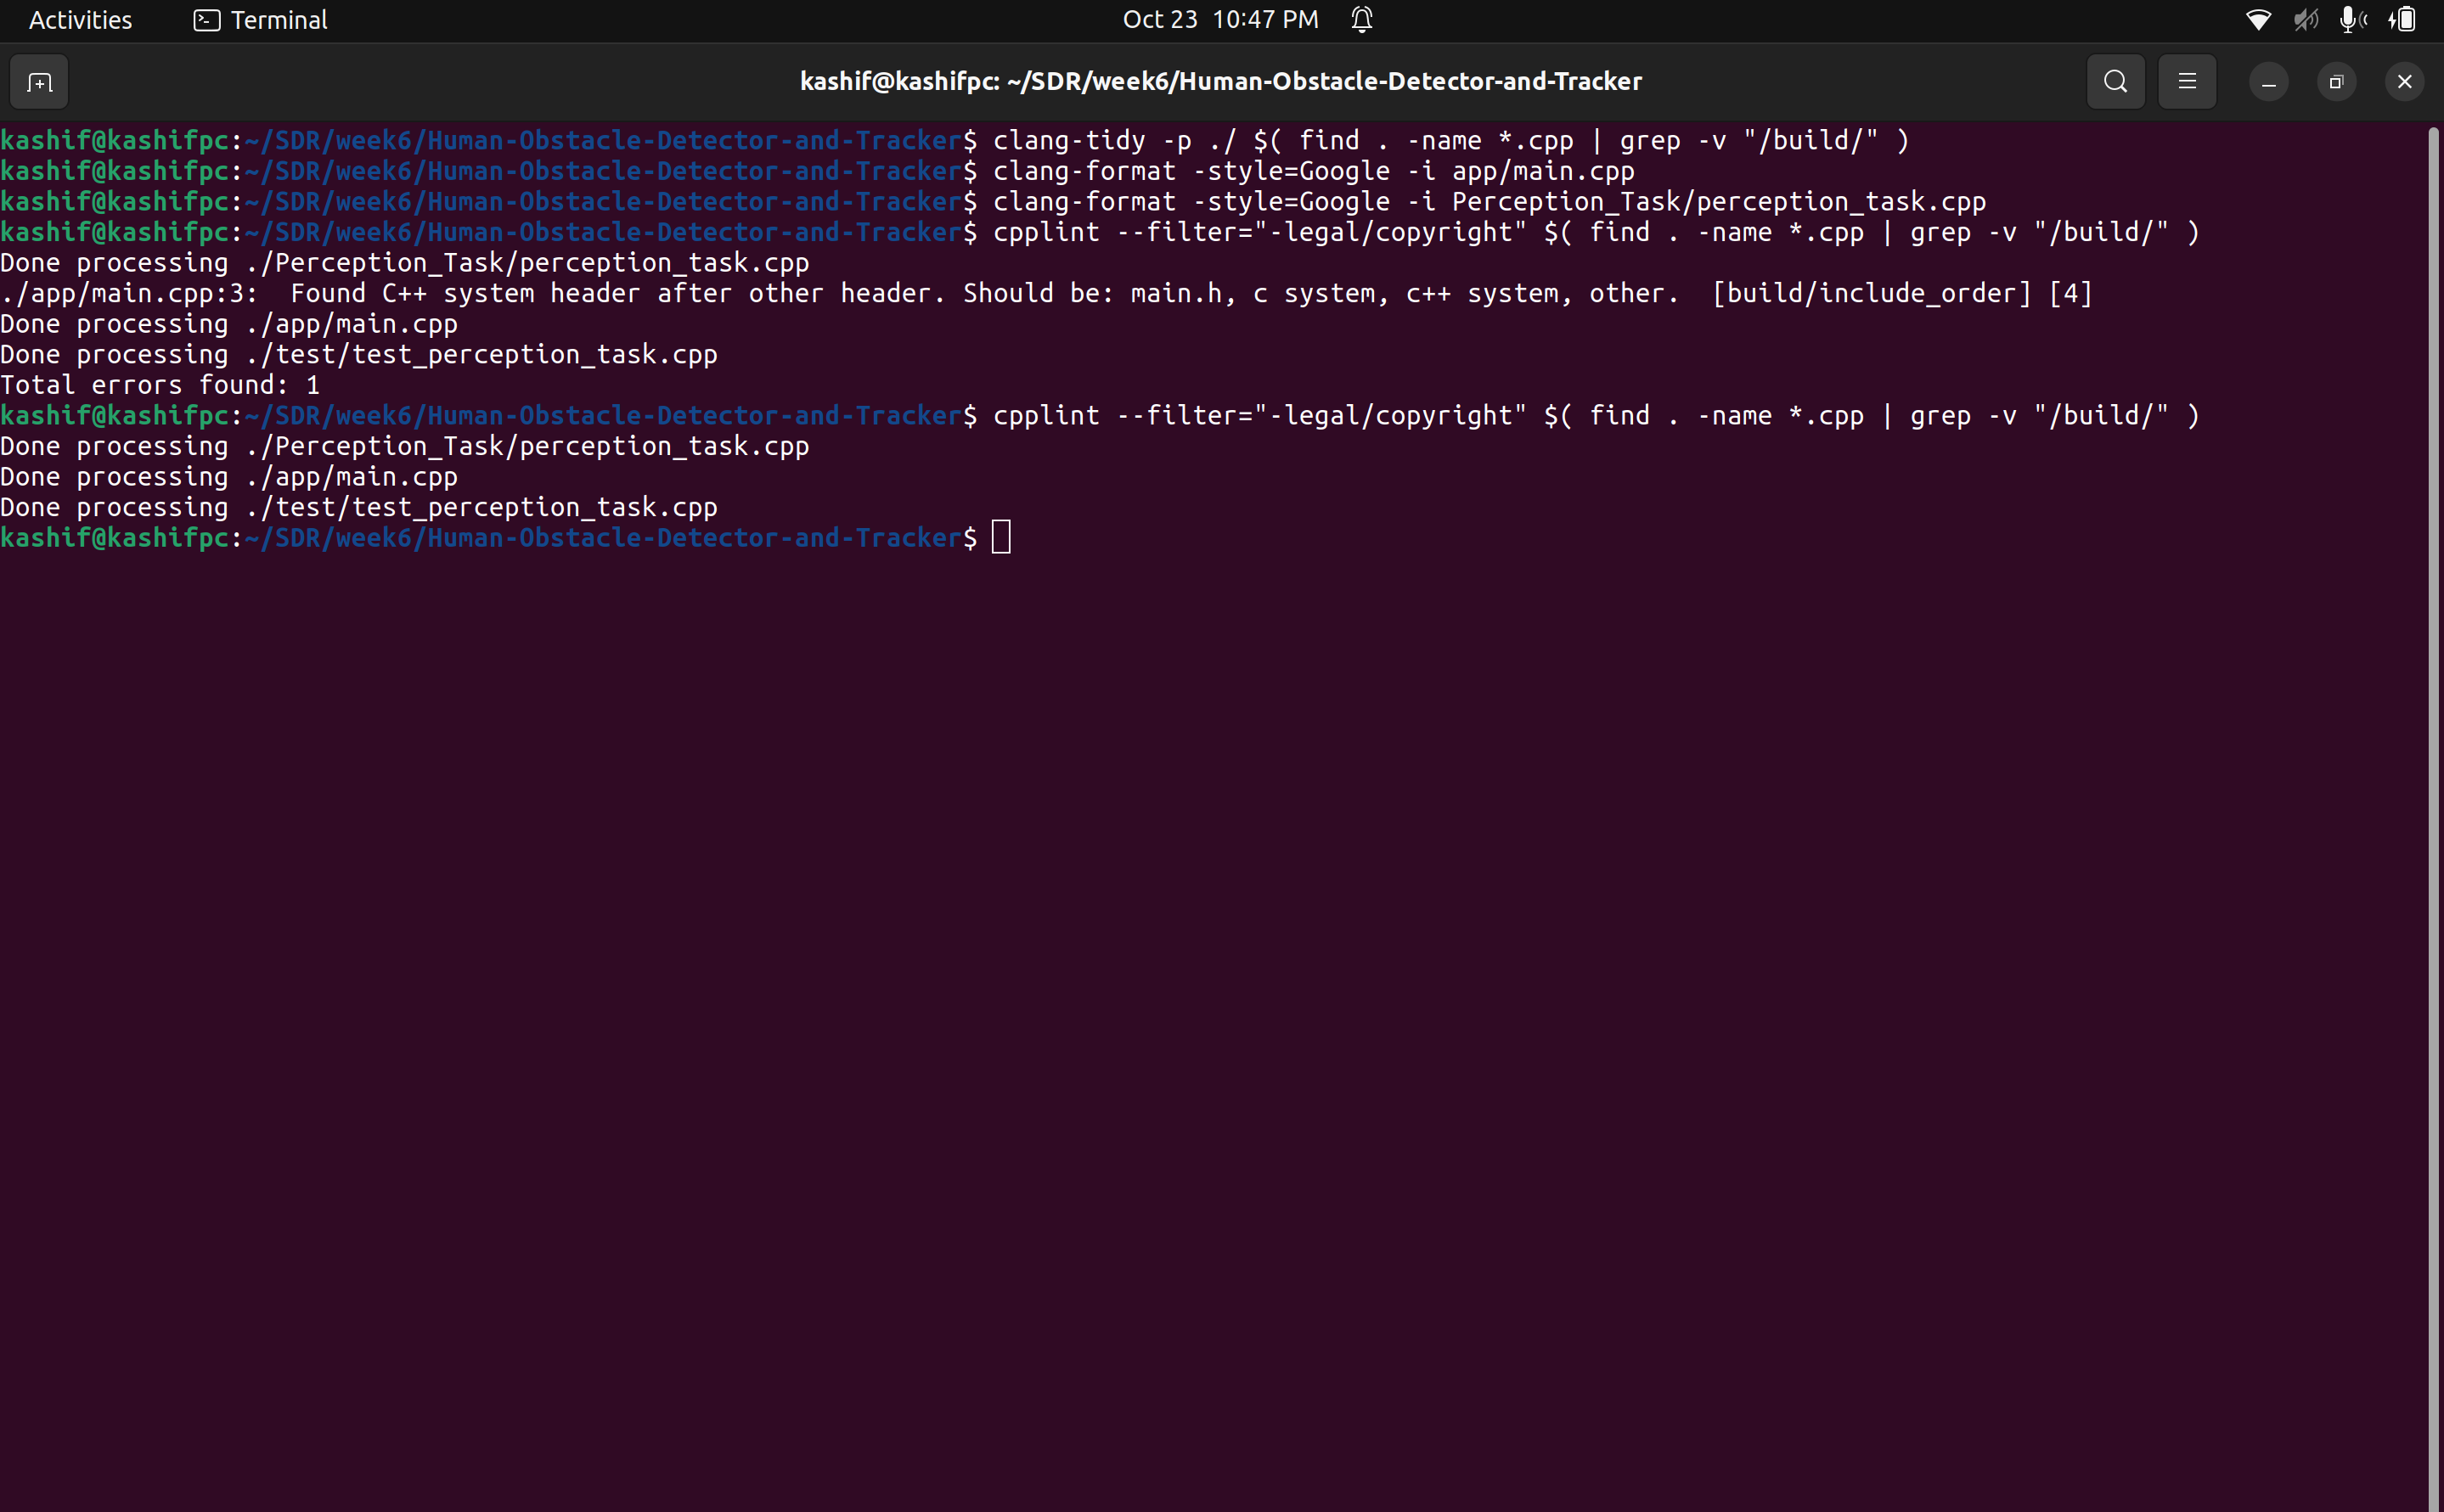 Activities Terminal Oct 23 10:47 PM
kashif@kashifpc: ~/SDR/week6/Human-Obstacle-Detector-and-Tracker
kashif@kashifpc:~/SDR/week6/Human-Obstacle-Detector-and-Tracker$ clang-tidy -p ./ $( find . -name *.cpp | grep -v "/build/" )
kashif@kashifpc:~/SDR/week6/Human-Obstacle-Detector-and-Tracker$ clang-format -style=Google -i app/main.cpp
kashif@kashifpc:~/SDR/week6/Human-Obstacle-Detector-and-Tracker$ clang-format -style=Google -i Perception_Task/perception_task.cpp
kashif@kashifpc:~/SDR/week6/Human-Obstacle-Detector-and-Tracker$ cpplint --filter="-legal/copyright" $( find . -name *.cpp | grep -v "/build/" )
Done processing ./Perception_Task/perception_task.cpp
./app/main.cpp:3:  Found C++ system header after other header. Should be: main.h, c system, c++ system, other.  [build/include_order] [4]
Done processing ./app/main.cpp
Done processing ./test/test_perception_task.cpp
Total errors found: 1
kashif@kashifpc:~/SDR/week6/Human-Obstacle-Detector-and-Tracker$ cpplint --filter="-legal/copyright" $( find . -name *.cpp | grep -v "/build/" )
Done processing ./Perception_Task/perception_task.cpp
Done processing ./app/main.cpp
Done processing ./test/test_perception_task.cpp
kashif@kashifpc:~/SDR/week6/Human-Obstacle-Detector-and-Tracker$